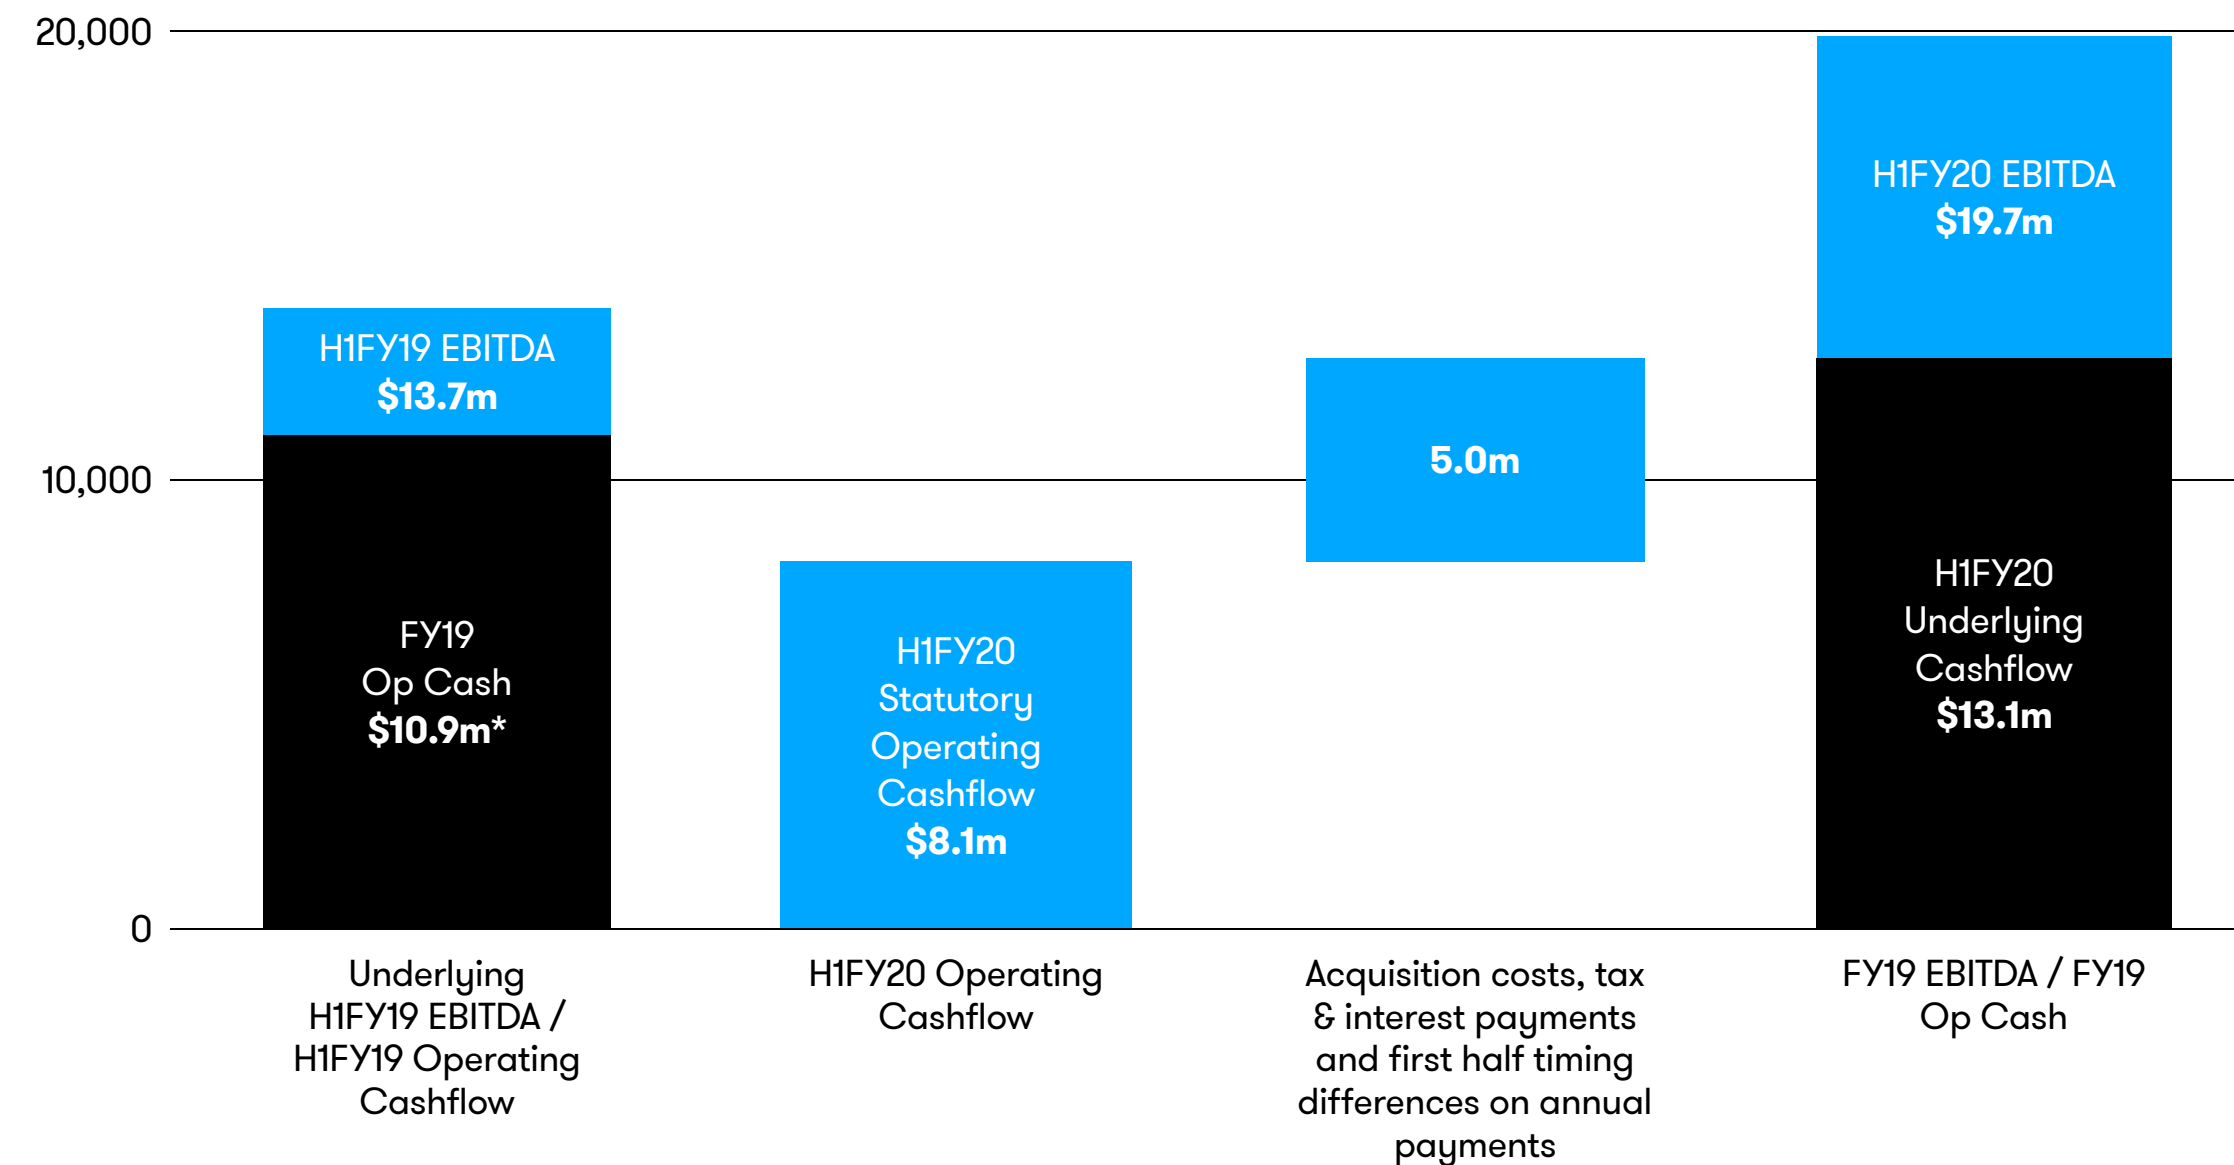 20,000
10,000
0
H1FY19 EBITDA
$13.7m
FY19
Op Cash
$10.9m*
H1FY20
Statutory
Operating
Cashflow
$8.1m
5.0m
H1FY20 EBITDA
$19.7m
H1FY20
Underlying
Cashflow
$13.1m
Underlying
H1FY19 EBITDA /
H1FY19 Operating
Cashflow
H1FY20 Operating
Cashflow
Acquisition costs, tax
& interest payments
and first half timing
differences on annual
payments
FY19 EBITDA / FY19
Op Cash